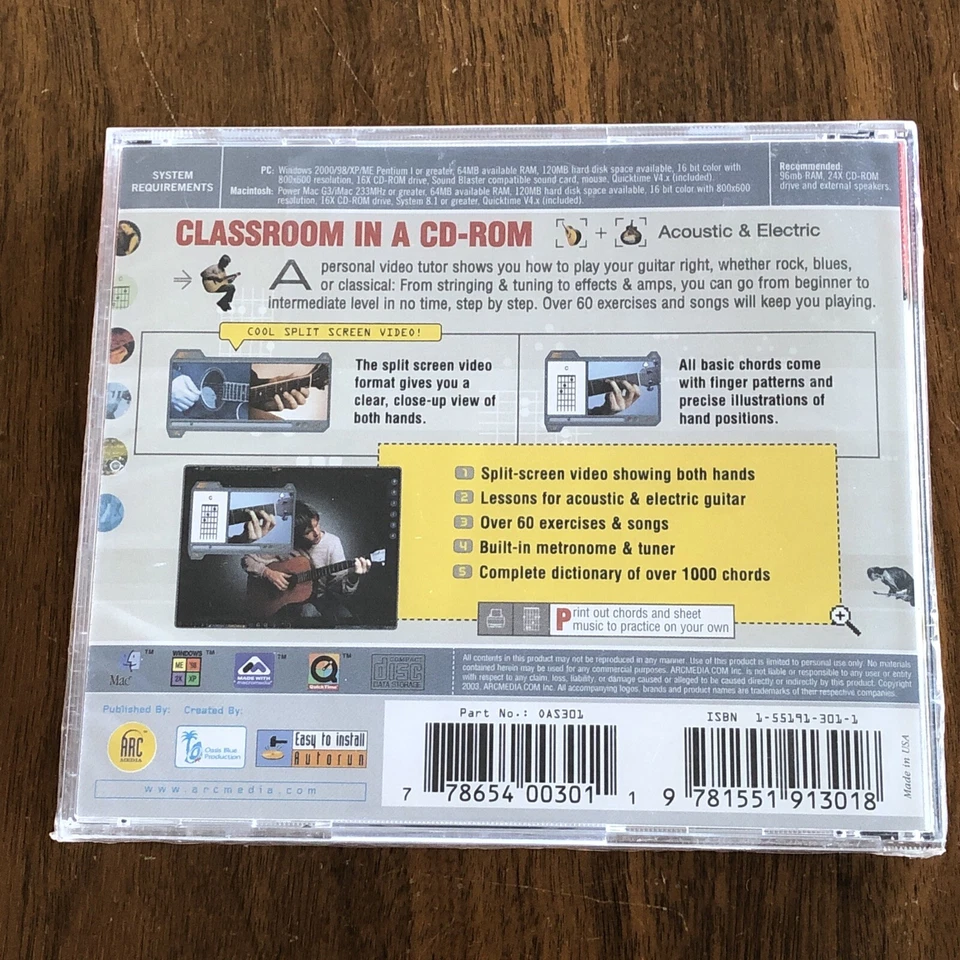 SYSTEM
REQUIREMENTS
PC: Windows 2000/98/XP/ME Pentium I or greater, 64MB available RAM, 120MB hard disk space available, 16 bit color with
800x600 resolution, 16X CD-ROM drive, Sound Blaster compatible sound card, mouse, Quicktime V4.x (included).
Macintosh: Power Mac G3/iMac 233MHz or greater, 64MB available RAM, 120MB hard disk space available, 16 bit color with 800x600
resolution, 16X CD-ROM drive, System 8.1 or greater, Quicktime V4.x (included).
Recommended:
96mb RAM, 24X CD-ROM
drive and external speakers.
CLASSROOM IN A CD-ROM
+
Acoustic & Electric
A personal video tutor shows you how to play your guitar right, whether rock, blues,
or classical: From stringing & tuning to effects & amps, you can go from beginner to
intermediate level in no time, step by step. Over 60 exercises and songs will keep you playing.
COOL SPLIT SCREEN VIDEO!
The split screen video
format gives you a
clear, close-up view of
both hands.
C
All basic chords come
with finger patterns and
precise illustrations of
hand positions.
C
1 Split-screen video showing both hands
2 Lessons for acoustic & electric guitar
3 Over 60 exercises & songs
4 Built-in metronome & tuner
5 Complete dictionary of over 1000 chords
Print out chords and sheet
music to practice on your own
Mac
TM
WINDOWS TM
ME 98
2K XP
MADE WITH
MACROMEDIA
TM
QuickTime
TM
COMPACT
disc
DATA STORAGE
All contents in this product may not be reproduced in any manner. Use of this product is limited to personal use only. No materials
contained herein may be used for any commercial purposes. ARCMEDIA.COM Inc. is not liable or responsible to any user or entity
with respect to any claim, loss, liability, or damage caused or alleged to be caused directly or indirectly by this product. Copyright
2003, ARCMEDIA.COM Inc. All accompanying logos, brands and product names are trademarks of their respective companies.
Published By:
Created By:
ARC
MEDIA
Oasis Blue
Production
Easy to install
Autorun
www.arcmedia.com
Part No.: OAS301
7 78654 00301 1
ISBN 1-55191-301-1
9 781551 913018
Made in USA